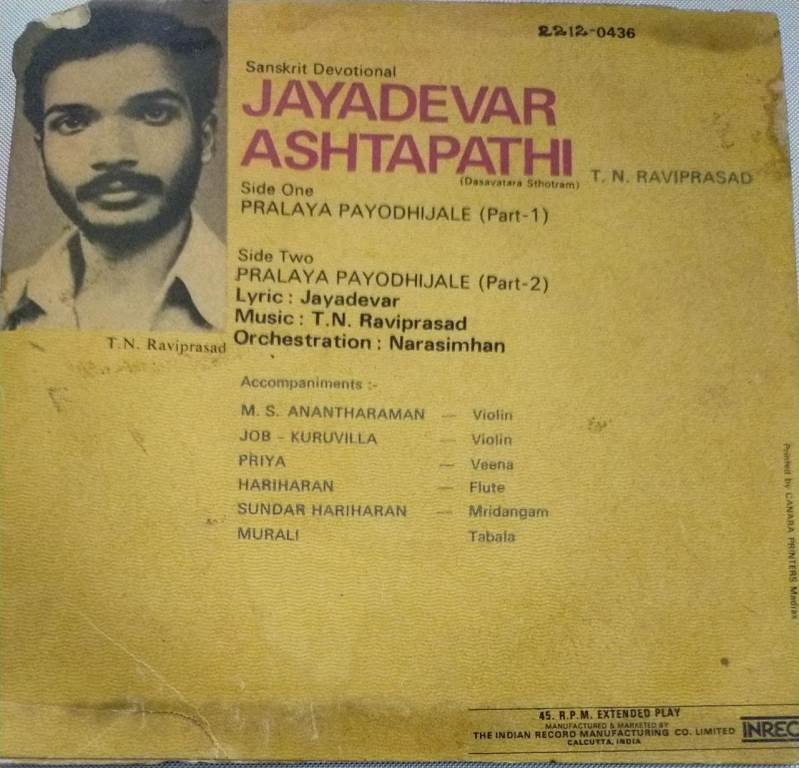 2212-0436
Sanskrit Devotional
JAYADEVAR
ASHTAPATHI
(Dasavatara Sthotram)
T. N. RAVIPRASAD
Side One
PRALAYA PAYODHIJALE (Part-1)
Side Two
PRALAYA PAYODHIJALE (Part-2)
Lyric : Jayadevar
Music : T.N. Raviprasad
Orchestration : Narasimhan
T.N. Raviprasad
Accompaniments :-
M. S. ANANTHARAMAN — Violin
JOB - KURUVILLA — Violin
PRIYA — Veena
HARIHARAN — Flute
SUNDAR HARIHARAN — Mridangam
MURALI Tabala
Printed by CANARA PRINTERS Madras
45. R.P.M. EXTENDED PLAY
MANUFACTURED & MARKETED BY
THE INDIAN RECORD MANUFACTURING CO. LIMITED
CALCUTTA, INDIA
INREC